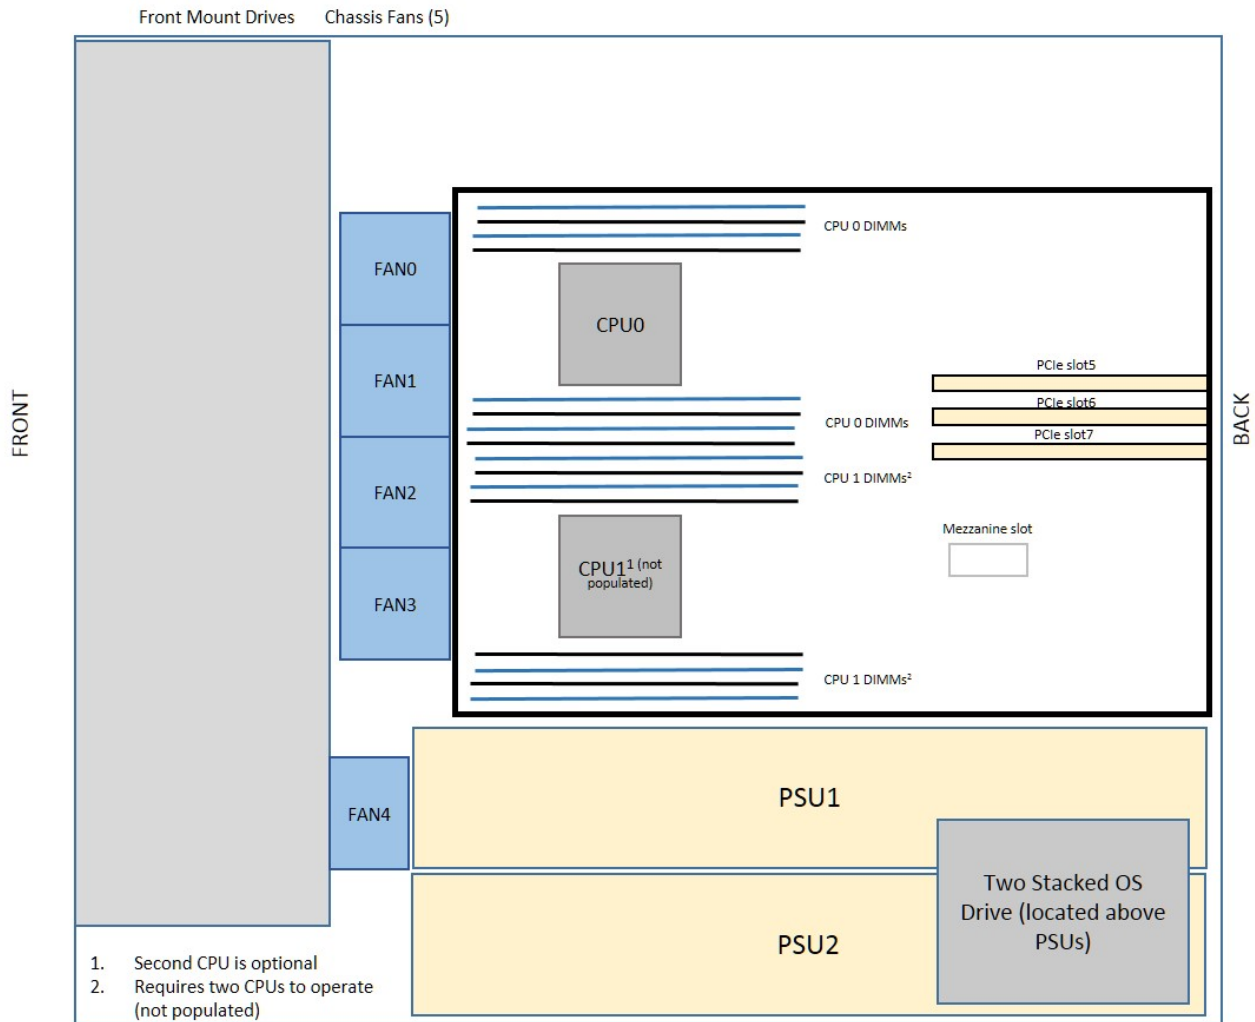 Front Mount Drives
Chassis Fans (5)
FRONT
BACK
FAN0
FAN1
FAN2
FAN3
FAN4
CPU 0 DIMMs
CPU0
CPU 0 DIMMs
CPU 1 DIMMs²
CPU1¹ (not
populated)
CPU 1 DIMMs²
PCIe slot5
PCIe slot6
PCIe slot7
Mezzanine slot
PSU1
PSU2
Two Stacked OS
Drive (located above
PSUs)
1. Second CPU is optional
2. Requires two CPUs to operate
(not populated)